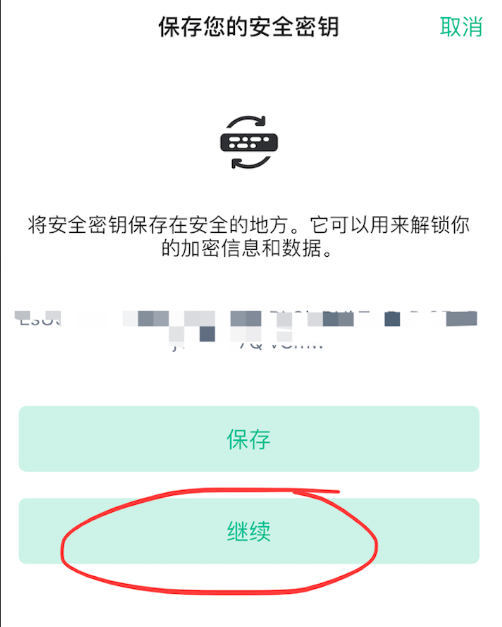 保存您的安全密钥
取消
将安全密钥保存在安全的地方。它可以用来解锁你
的加密信息和数据。
保存
继续